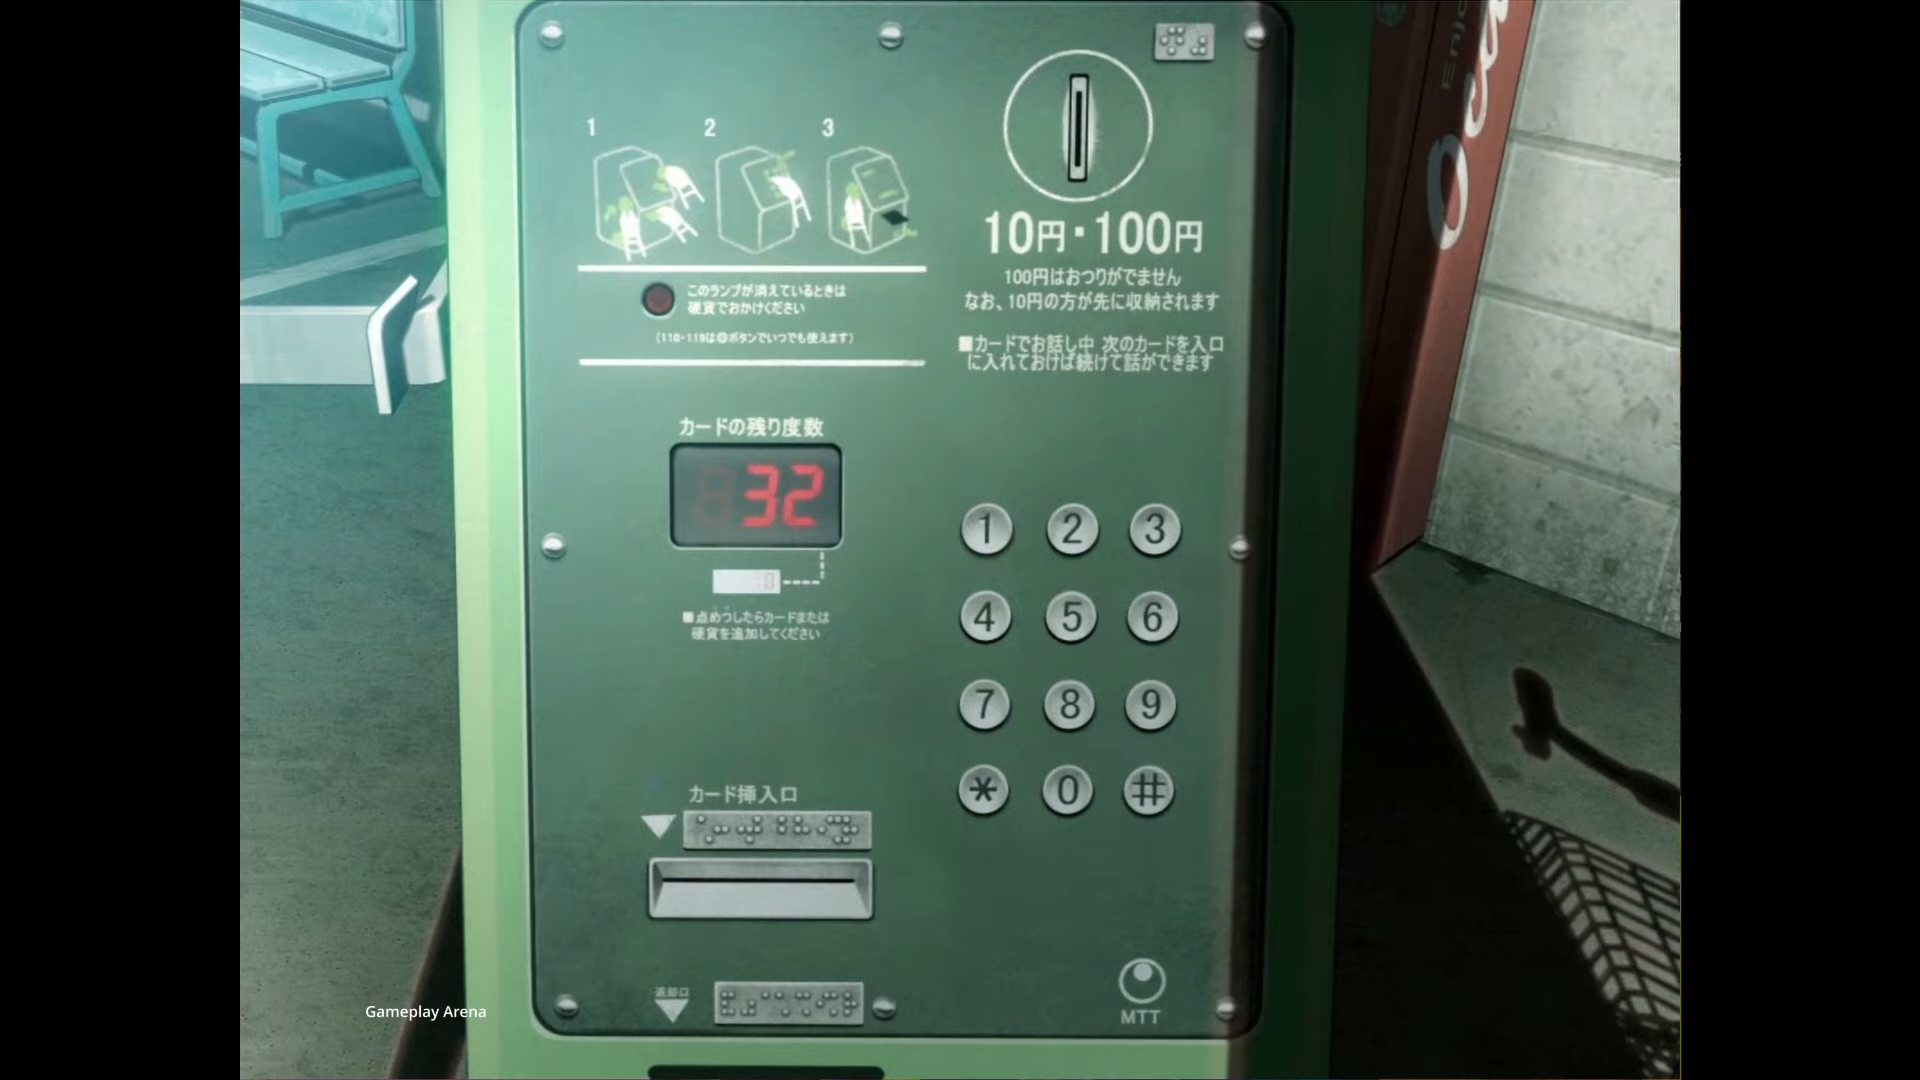 1 2 3
10円・100円
100円はおつりがでません
なお、10円の方が先に収納されます
このランプが消えているときは
硬貨でおかけください
(110・119は◎ボタンでいつでも使えます)
■カードでお話し中 次のカードを入口
に入れておけば続けて話ができます
カードの残り度数
32
■点めつしたらカードまたは
硬貨を追加してください
1 2 3
4 5 6
7 8 9
* 0 #
カード挿入口
返却口
MTT
Enjo
Gameplay Arena